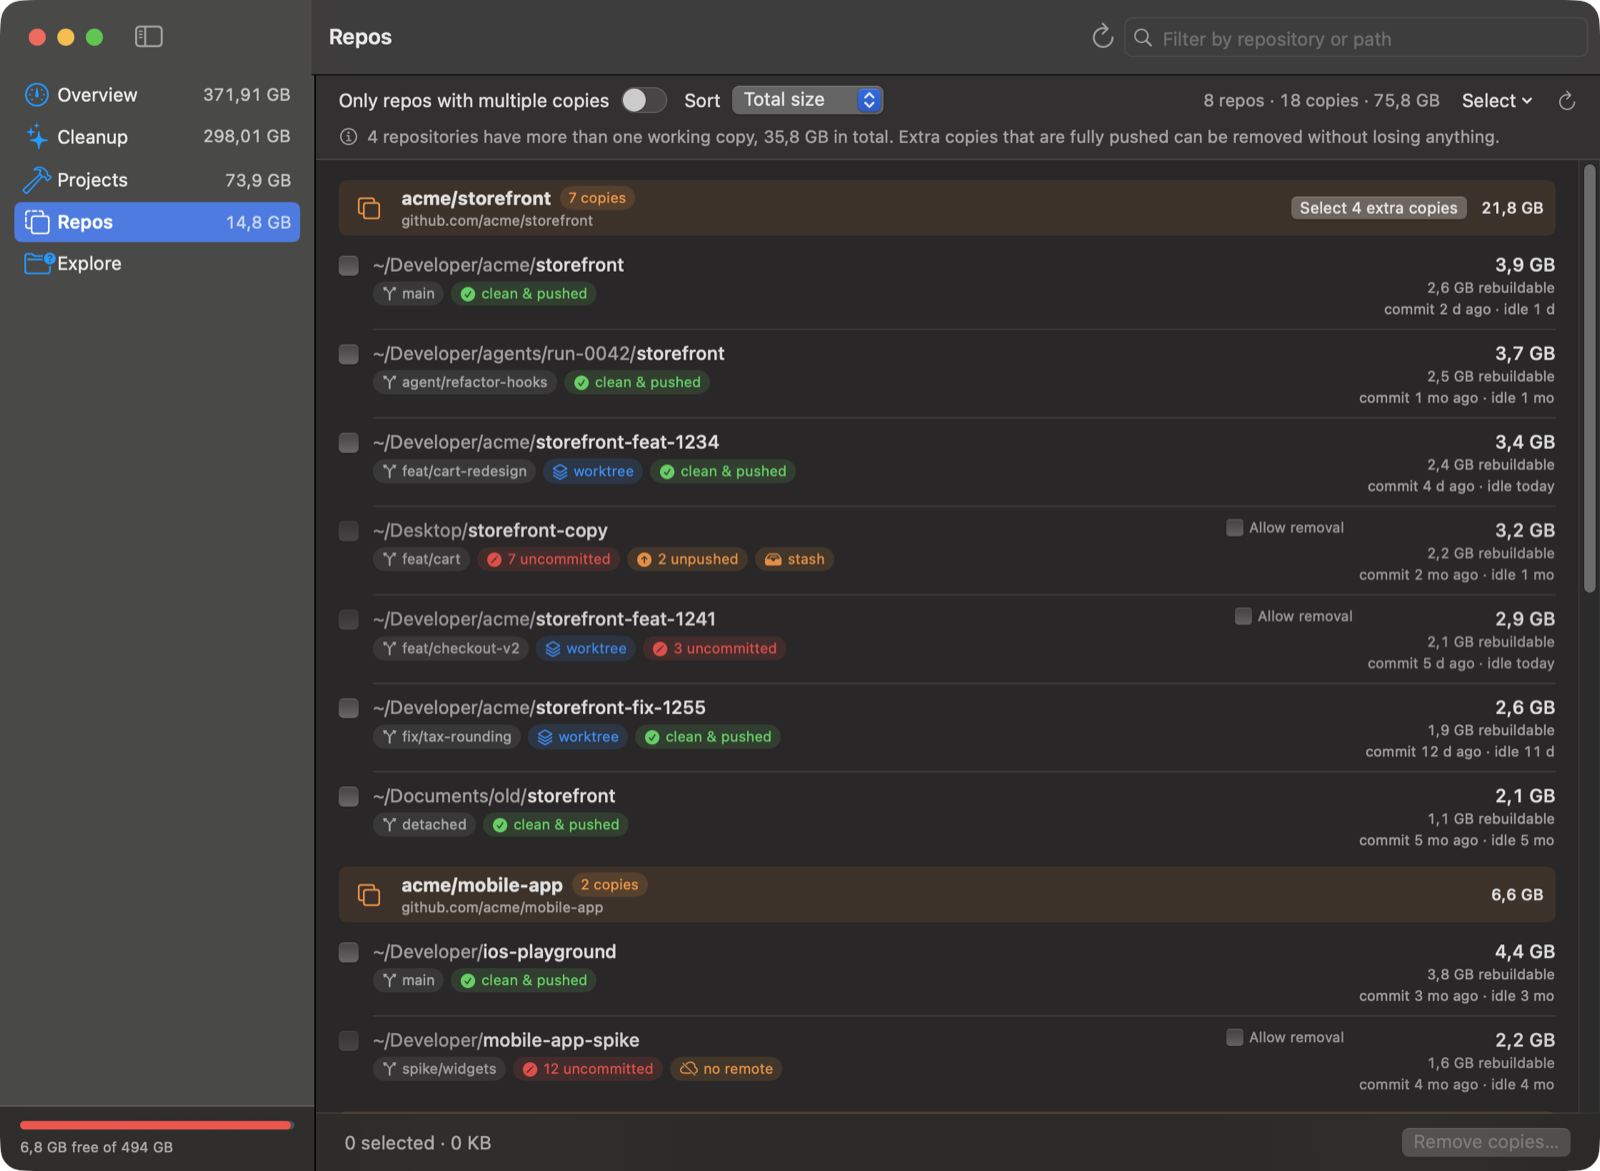 Repos
Filter by repository or path
Overview 371,91 GB
Cleanup 298,01 GB
Projects 73,9 GB
Repos 14,8 GB
Explore
6,8 GB free of 494 GB
Only repos with multiple copies Sort Total size 8 repos · 18 copies · 75,8 GB Select
4 repositories have more than one working copy, 35,8 GB in total. Extra copies that are fully pushed can be removed without losing anything.
acme/storefront 7 copies Select 4 extra copies 21,8 GB
github.com/acme/storefront
~/Developer/acme/storefront 3,9 GB
main clean & pushed 2,6 GB rebuildable
commit 2 d ago · idle 1 d
~/Developer/agents/run-0042/storefront 3,7 GB
agent/refactor-hooks clean & pushed 2,5 GB rebuildable
commit 1 mo ago · idle 1 mo
~/Developer/acme/storefront-feat-1234 3,4 GB
feat/cart-redesign worktree clean & pushed 2,4 GB rebuildable
commit 4 d ago · idle today
~/Desktop/storefront-copy Allow removal 3,2 GB
feat/cart 7 uncommitted 2 unpushed stash 2,2 GB rebuildable
commit 2 mo ago · idle 1 mo
~/Developer/acme/storefront-feat-1241 Allow removal 2,9 GB
feat/checkout-v2 worktree 3 uncommitted 2,1 GB rebuildable
commit 5 d ago · idle today
~/Developer/acme/storefront-fix-1255 2,6 GB
fix/tax-rounding worktree clean & pushed 1,9 GB rebuildable
commit 12 d ago · idle 11 d
~/Documents/old/storefront 2,1 GB
detached clean & pushed 1,1 GB rebuildable
commit 5 mo ago · idle 5 mo
acme/mobile-app 2 copies 6,6 GB
github.com/acme/mobile-app
~/Developer/ios-playground 4,4 GB
main clean & pushed 3,8 GB rebuildable
commit 3 mo ago · idle 3 mo
~/Developer/mobile-app-spike Allow removal 2,2 GB
spike/widgets 12 uncommitted no remote 1,6 GB rebuildable
commit 4 mo ago · idle 4 mo
0 selected · 0 KB Remove copies...